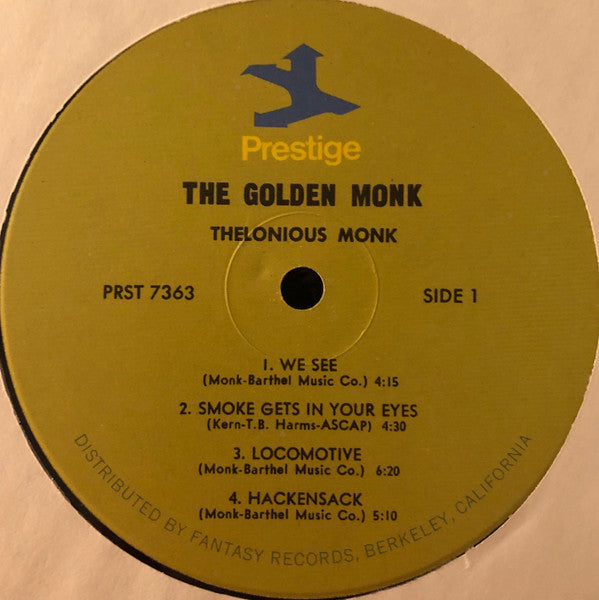 Prestige
THE GOLDEN MONK
THELONIOUS MONK
PRST 7363
SIDE 1
1. WE SEE
(Monk-Barthel Music Co.) 4:15
2. SMOKE GETS IN YOUR EYES
(Kern-T.B. Harms-ASCAP) 4:30
3. LOCOMOTIVE
(Monk-Barthel Music Co.) 6:20
4. HACKENSACK
(Monk-Barthel Music Co.) 5:10
DISTRIBUTED BY FANTASY RECORDS, BERKELEY, CALIFORNIA